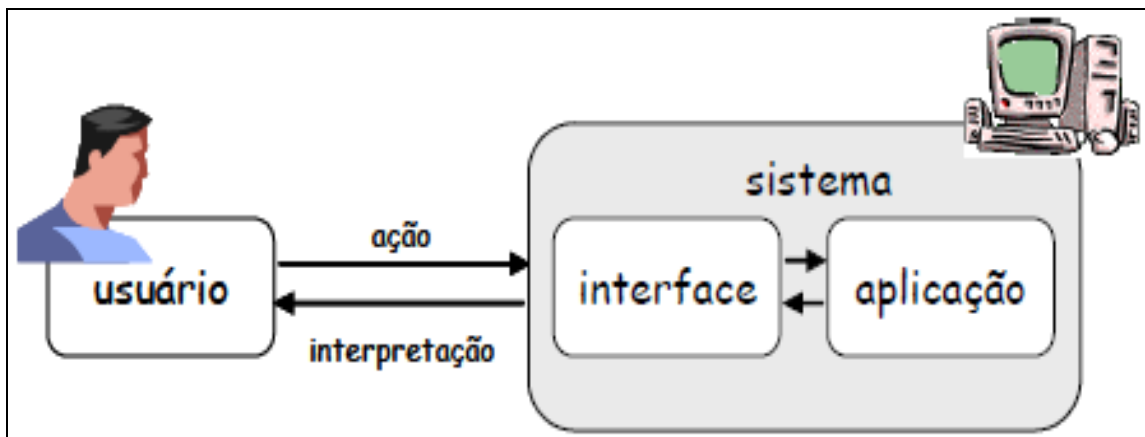 sistema
ação
usuário
interface
aplicação
interpretação